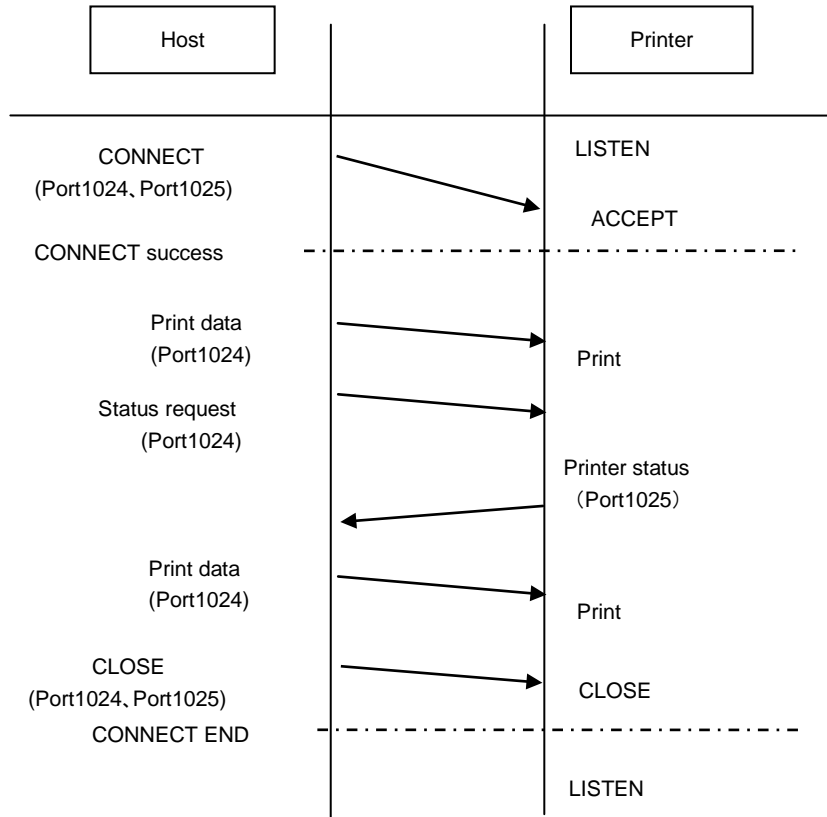 Host
Printer
LISTEN
CONNECT
(Port1024、Port1025)
ACCEPT
CONNECT success
Print data
(Port1024)
Print
Status request
(Port1024)
Printer status
（Port1025）
Print data
(Port1024)
Print
CLOSE
(Port1024、Port1025)
CLOSE
CONNECT END
LISTEN